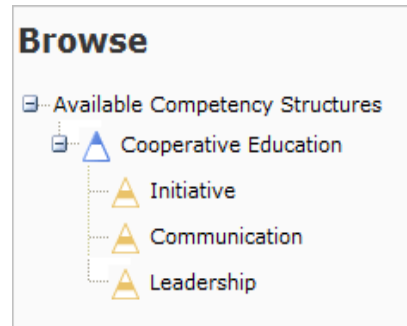 Browse
Available Competency Structures
Cooperative Education
Initiative
Communication
Leadership